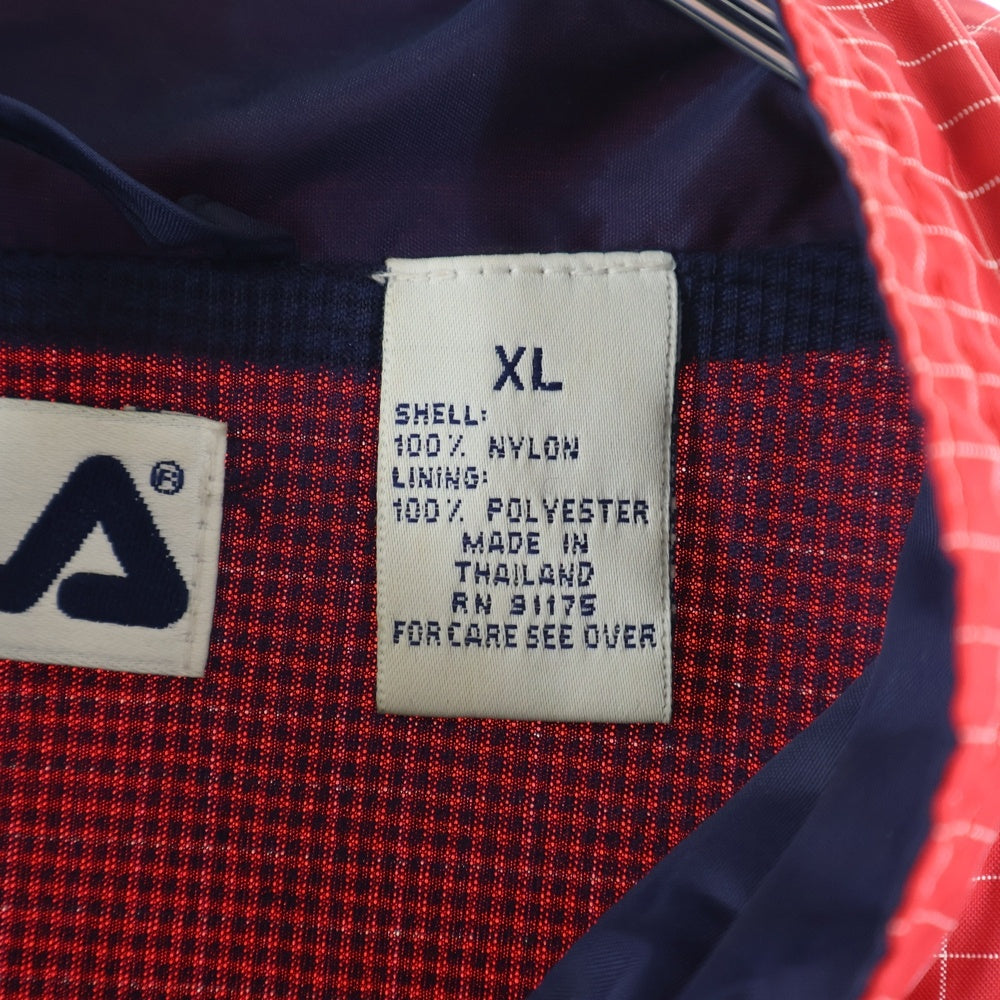 XL
SHELL:
100% NYLON
LINING:
100% POLYESTER
MADE IN
THAILAND
RN 91175
FOR CARE SEE OVER
A®